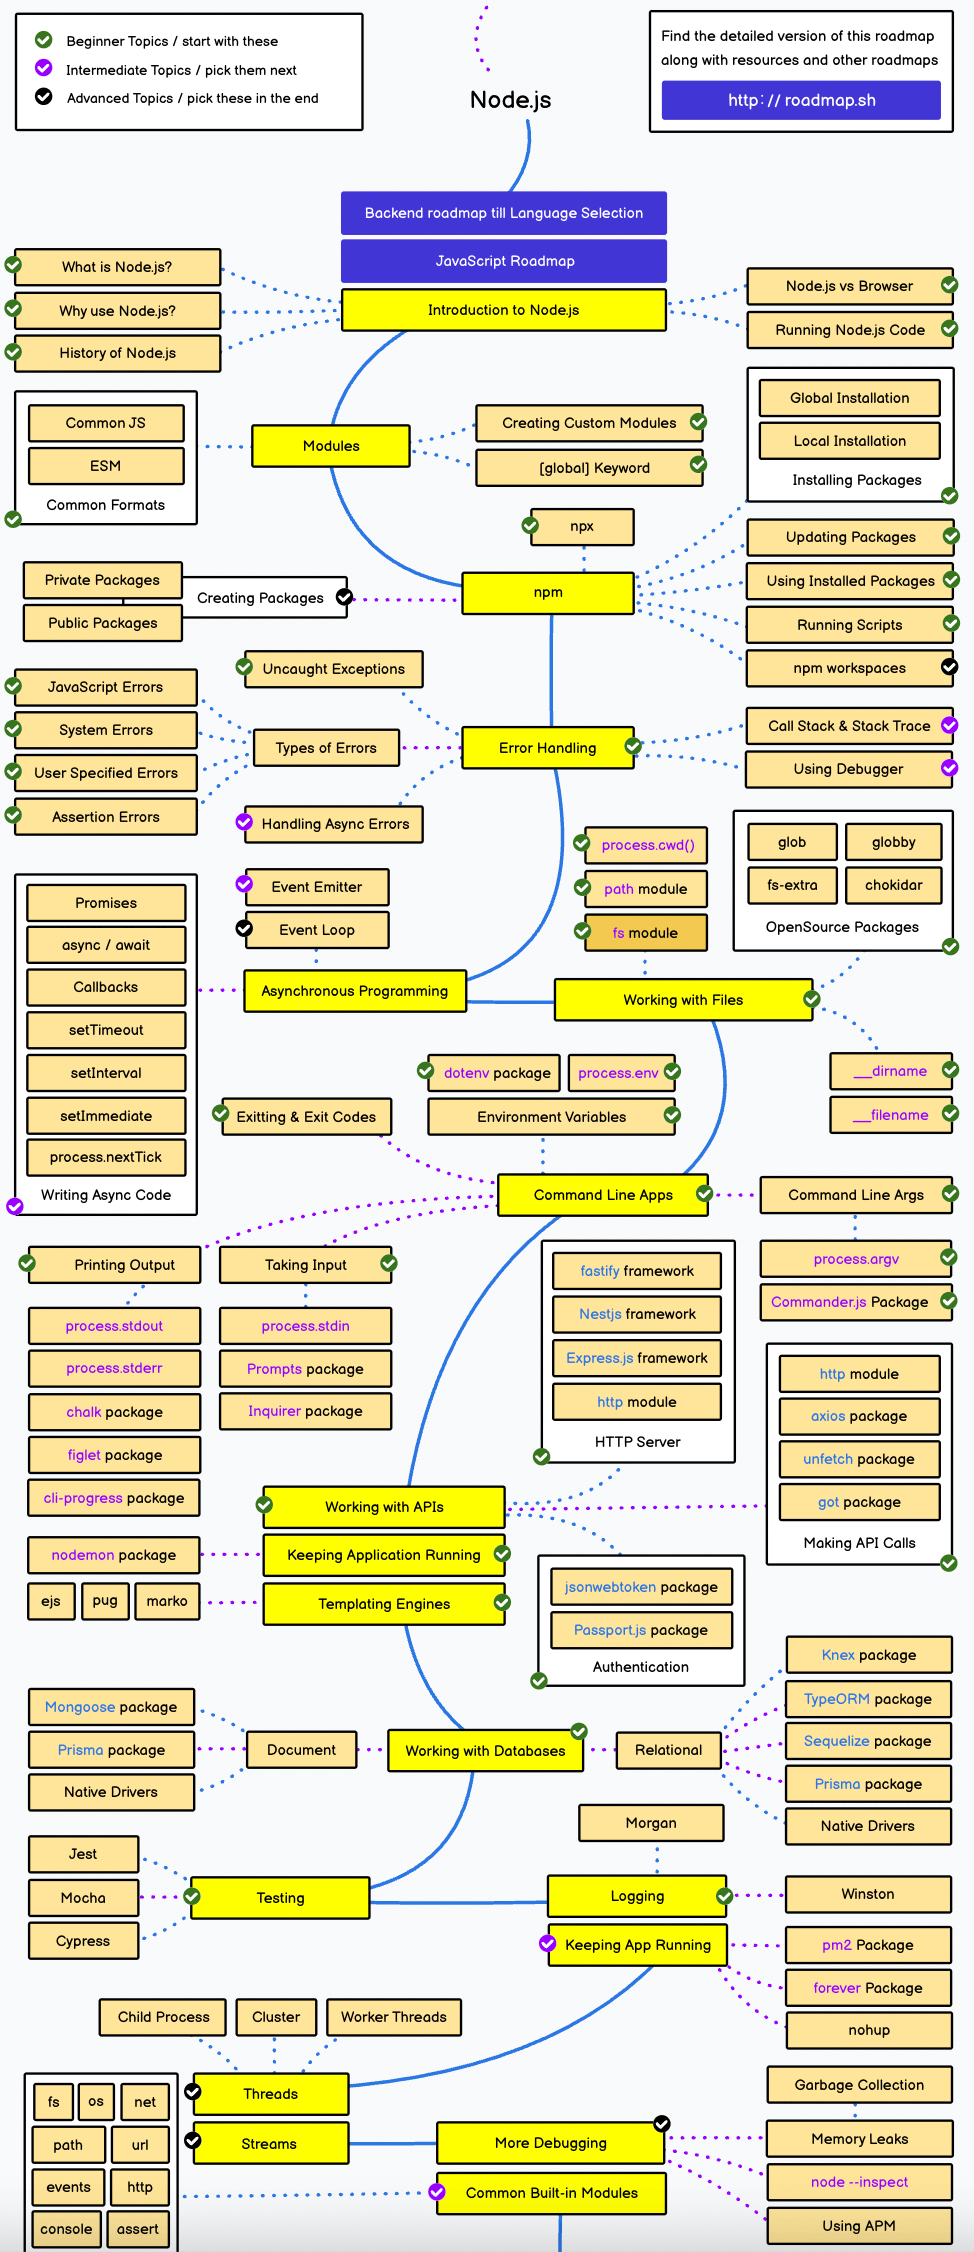 Beginner Topics / start with these
Intermediate Topics / pick them next
Advanced Topics / pick these in the end
Find the detailed version of this roadmap
along with resources and other roadmaps
http://roadmap.sh
Node.js
Backend roadmap till Language Selection
JavaScript Roadmap
Introduction to Node.js
What is Node.js?
Why use Node.js?
History of Node.js
Node.js vs Browser
Running Node.js Code
Common JS
ESM
Common Formats
Modules
Creating Custom Modules
[global] Keyword
Global Installation
Local Installation
Installing Packages
npx
npm
Updating Packages
Using Installed Packages
Running Scripts
npm workspaces
Private Packages
Public Packages
Creating Packages
Uncaught Exceptions
JavaScript Errors
System Errors
User Specified Errors
Assertion Errors
Types of Errors
Error Handling
Handling Async Errors
Call Stack & Stack Trace
Using Debugger
process.cwd()
path module
fs module
glob
globby
fs-extra
chokidar
OpenSource Packages
Event Emitter
Event Loop
Promises
async / await
Callbacks
setTimeout
setInterval
setImmediate
process.nextTick
Writing Async Code
Asynchronous Programming
Working with Files
__dirname
__filename
dotenv package
process.env
Environment Variables
Exitting & Exit Codes
Command Line Apps
Command Line Args
process.argv
Commander.js Package
Printing Output
Taking Input
process.stdout
process.stderr
chalk package
figlet package
cli-progress package
process.stdin
Prompts package
Inquirer package
fastify framework
Nestjs framework
Express.js framework
http module
HTTP Server
http module
axios package
unfetch package
got package
Making API Calls
Working with APIs
Keeping Application Running
Templating Engines
nodemon package
ejs
pug
marko
jsonwebtoken package
Passport.js package
Authentication
Mongoose package
Prisma package
Native Drivers
Document
Working with Databases
Relational
Knex package
TypeORM package
Sequelize package
Prisma package
Native Drivers
Jest
Mocha
Cypress
Testing
Morgan
Logging
Winston
Keeping App Running
pm2 Package
forever Package
nohup
Child Process
Cluster
Worker Threads
Threads
Streams
More Debugging
Garbage Collection
Memory Leaks
node --inspect
Using APM
Common Built-in Modules
fs
os
net
path
url
events
http
console
assert